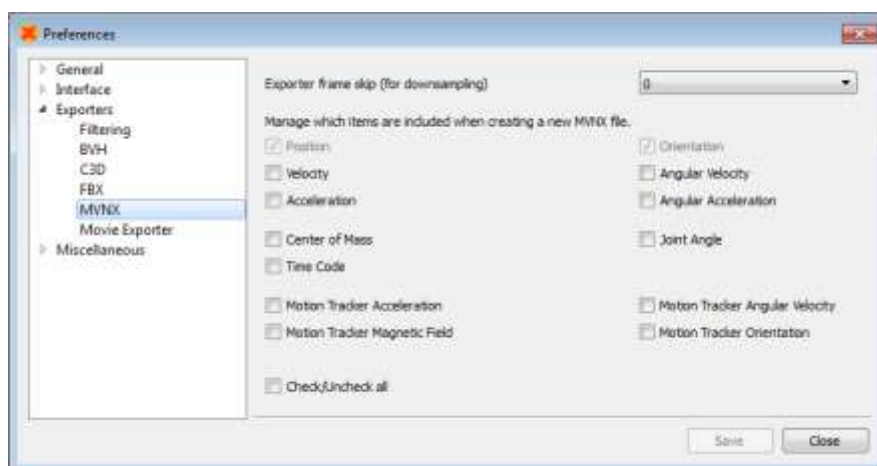 Preferences
General
Interface
Exporters
Filtering
BVH
C3D
FBX
MVNX
Movie Exporter
Miscellaneous
Exporter frame skip (for downsampling) 0
Manage which items are included when creating a new MVNX file.
Position Orientation
Velocity Angular Velocity
Acceleration Angular Acceleration
Center of Mass Joint Angle
Time Code
Motion Tracker Acceleration Motion Tracker Angular Velocity
Motion Tracker Magnetic Field Motion Tracker Orientation
Check/Uncheck all
Save Close